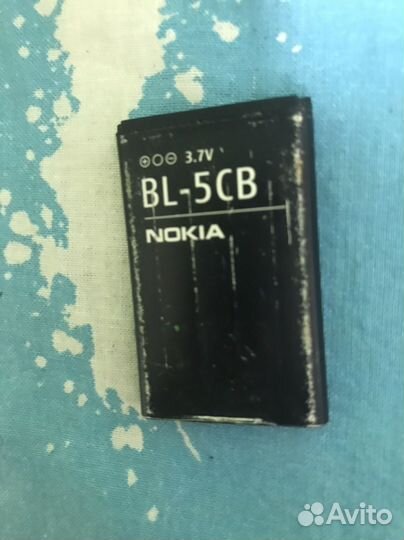 ⊕○⊖ 3.7V
BL-5CB
NOKIA
Avito